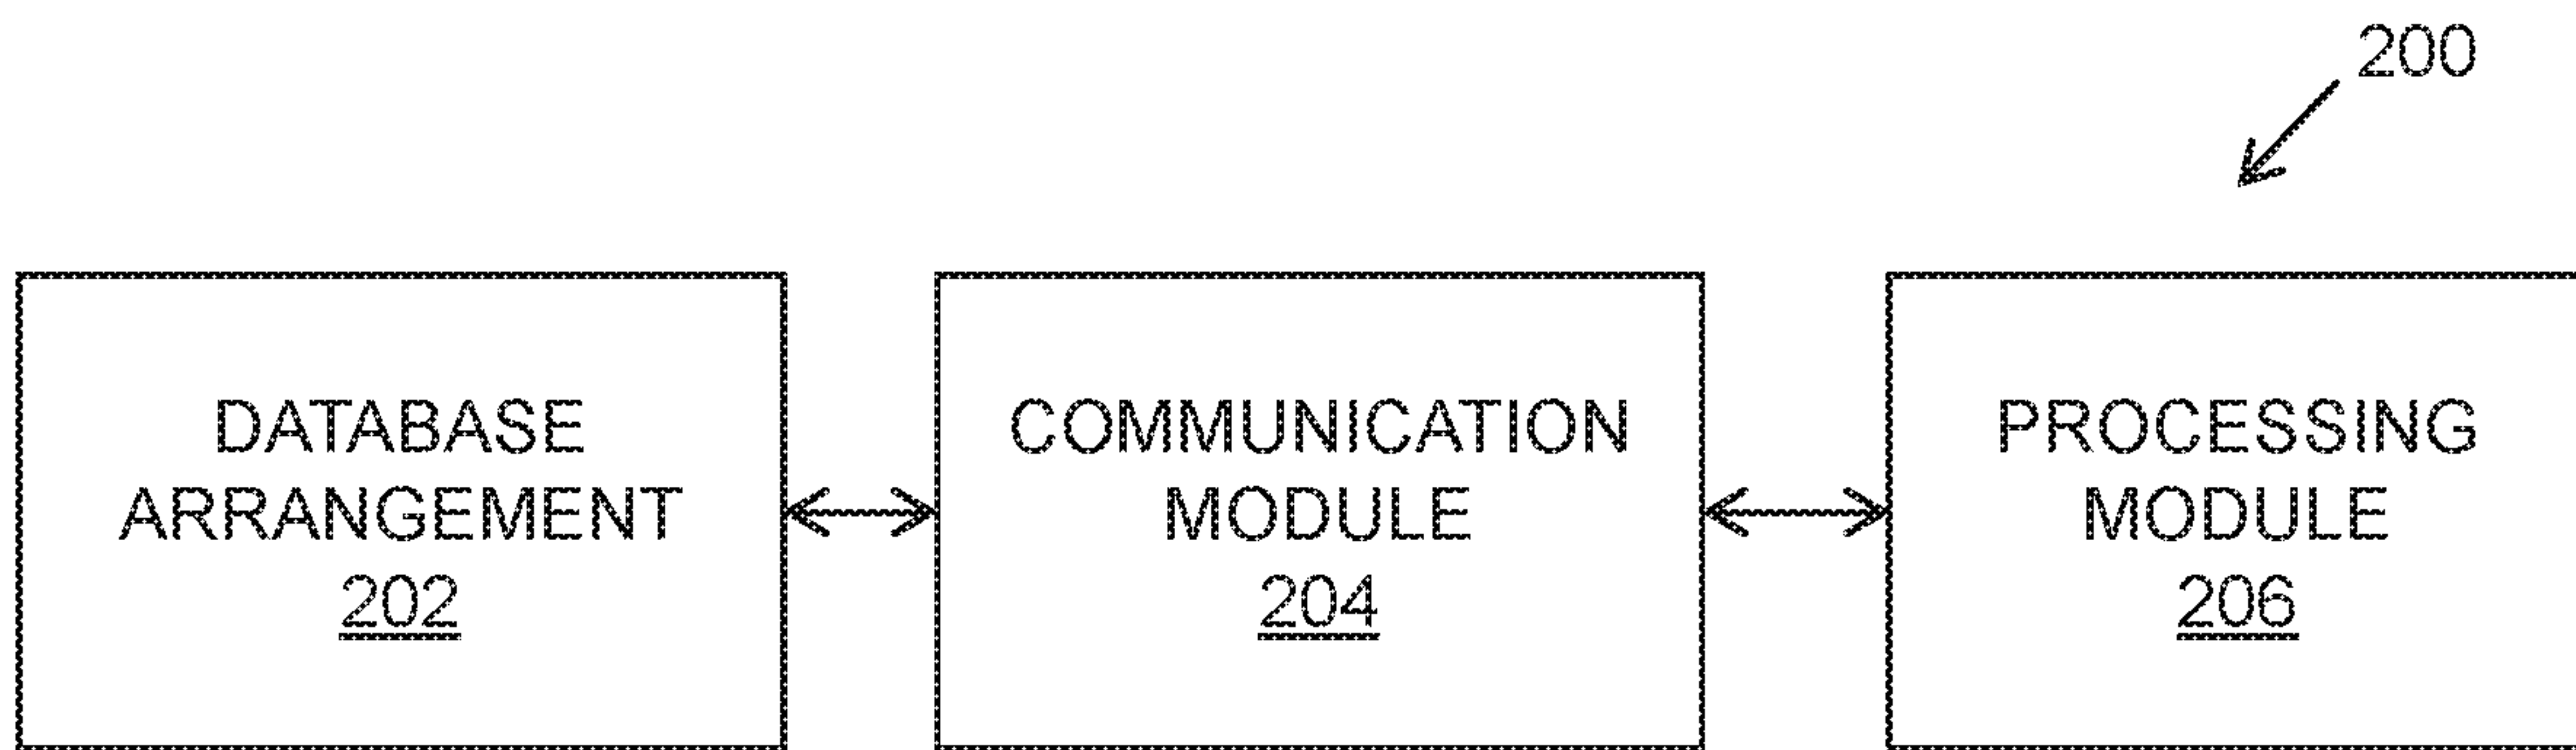 200
DATABASE
ARRANGEMENT
202
COMMUNICATION
MODULE
204
PROCESSING
MODULE
206